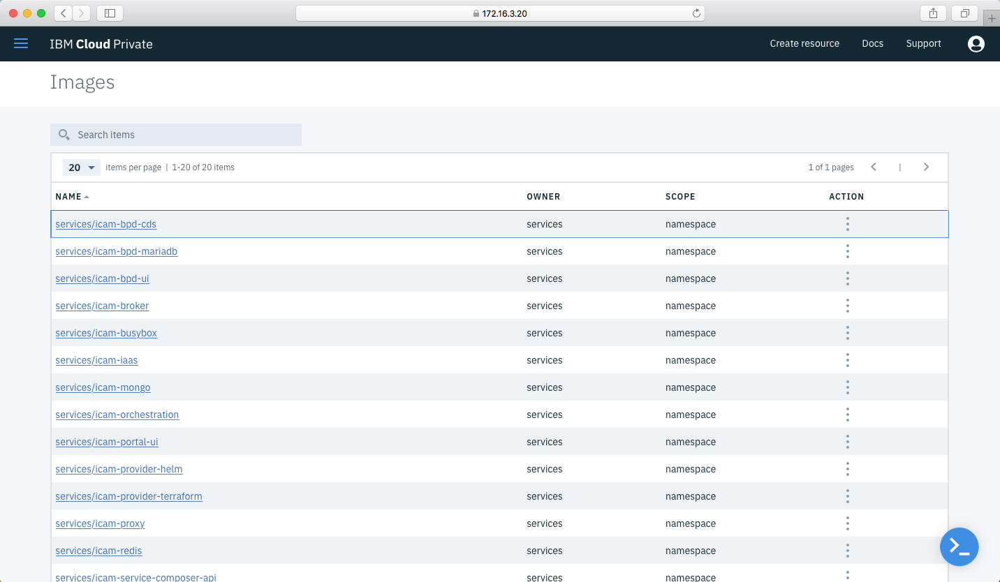 172.16.3.20
IBM Cloud Private Create resource Docs Support
Images
Search items
20 items per page | 1-20 of 20 items 1 of 1 pages |
NAME OWNER SCOPE ACTION
services/icam-bpd-cds services namespace
services/icam-bpd-mariadb services namespace
services/icam-bpd-ui services namespace
services/icam-broker services namespace
services/icam-busybox services namespace
services/icam-iaas services namespace
services/icam-mongo services namespace
services/icam-orchestration services namespace
services/icam-portal-ui services namespace
services/icam-provider-helm services namespace
services/icam-provider-terraform services namespace
services/icam-proxy services namespace
services/icam-redis services namespace
services/icam-service-composer-api services namespace